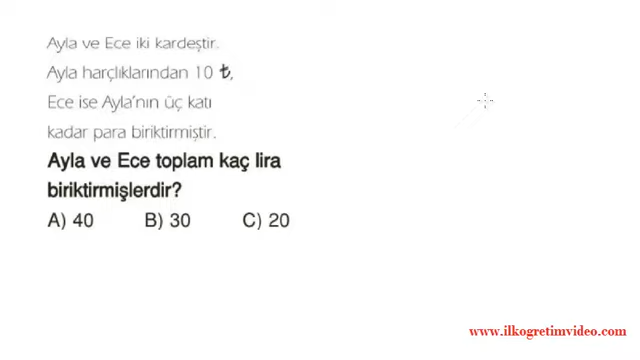 Ayla ve Ece iki kardeştir.
Ayla harçlıklarından 10 ₺,
Ece ise Ayla'nın üç katı
kadar para biriktirmiştir.
Ayla ve Ece toplam kaç lira
biriktirmişlerdir?
A) 40 B) 30 C) 20
www.ilkogretimvideo.com